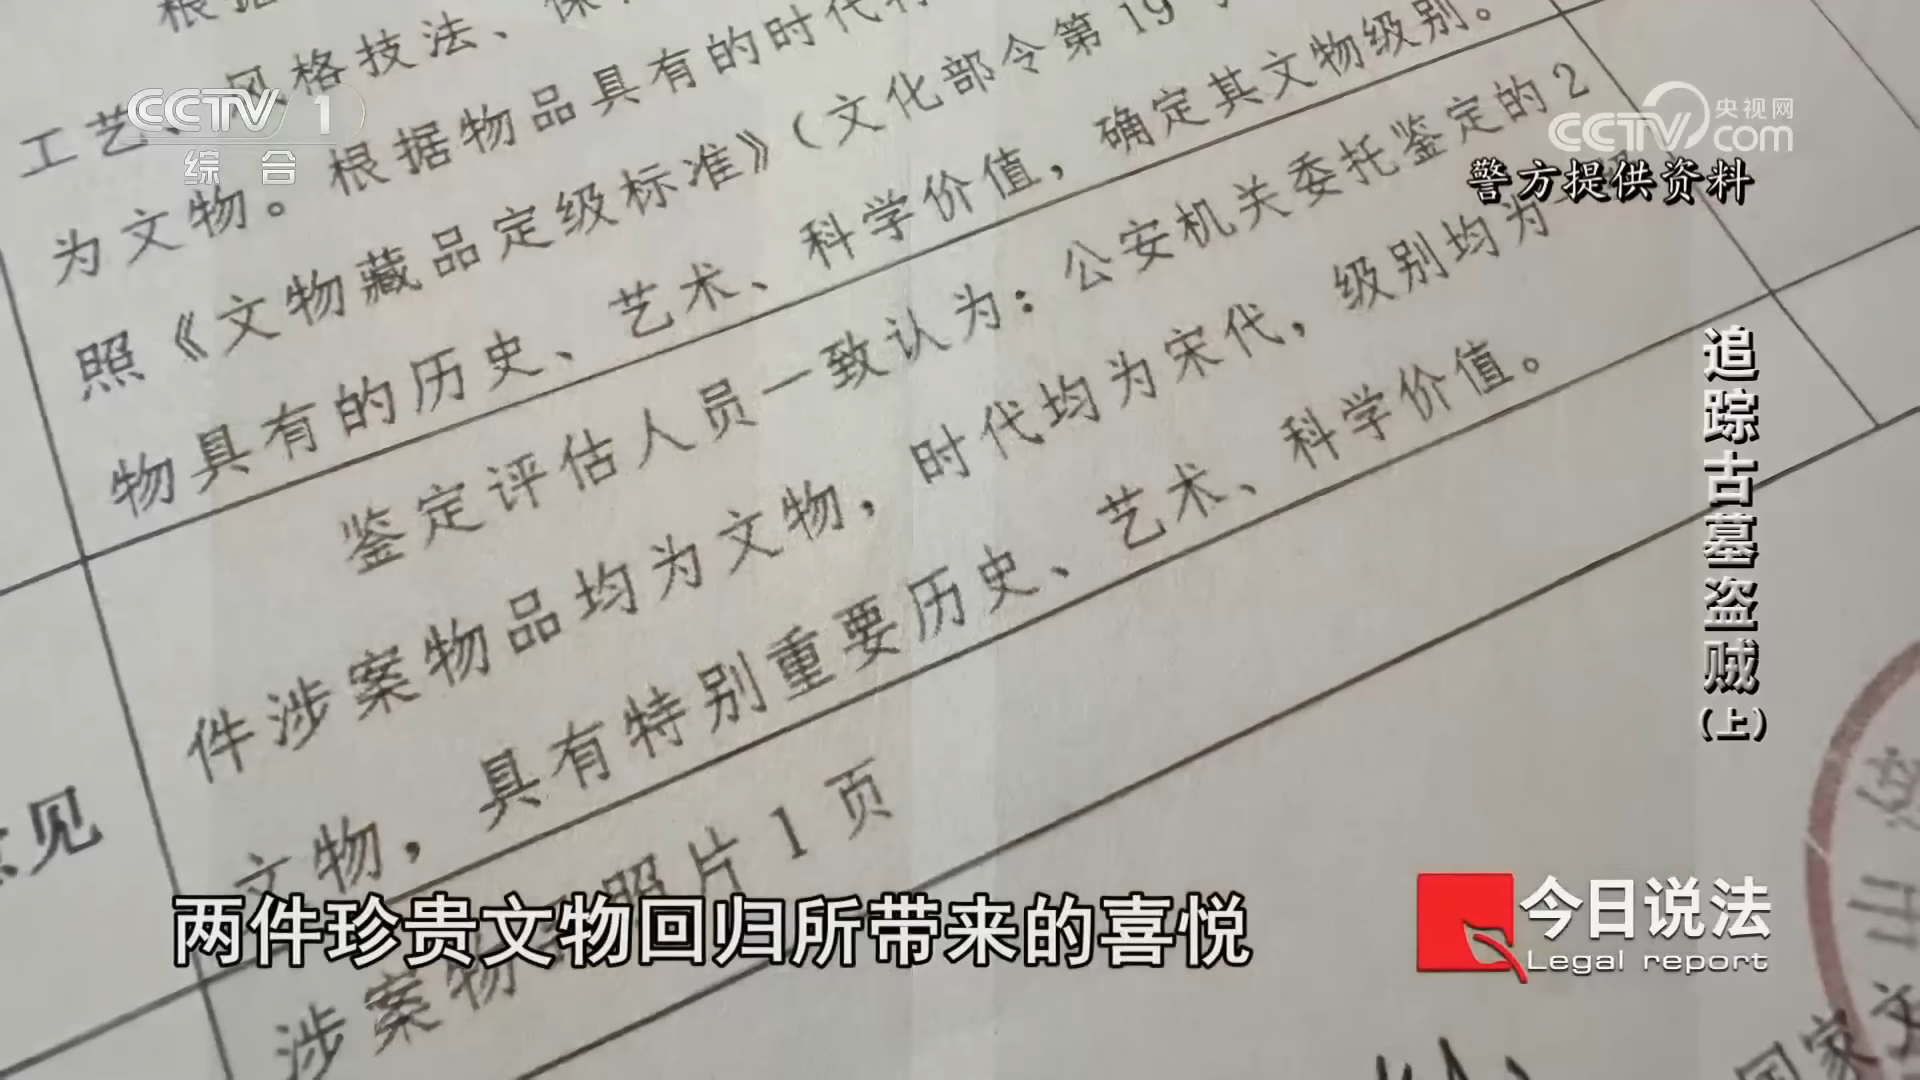 工艺、风格技法、保
为文物。根据物品具有的时代特
照《文物藏品定级标准》（文化部令第19
物具有的历史、艺术、科学价值，确定其文物级别。
鉴定评估人员一致认为：公安机关委托鉴定的2
件涉案物品均为文物，时代均为宋代，级别均为
文物，具有特别重要历史、艺术、科学价值。
见
涉案物品照片1页
国家文
CCTV 1
综合
CCTV 央视网
com
警方提供资料
追踪古墓盗贼
（上）
两件珍贵文物回归所带来的喜悦
今日说法
Legal report